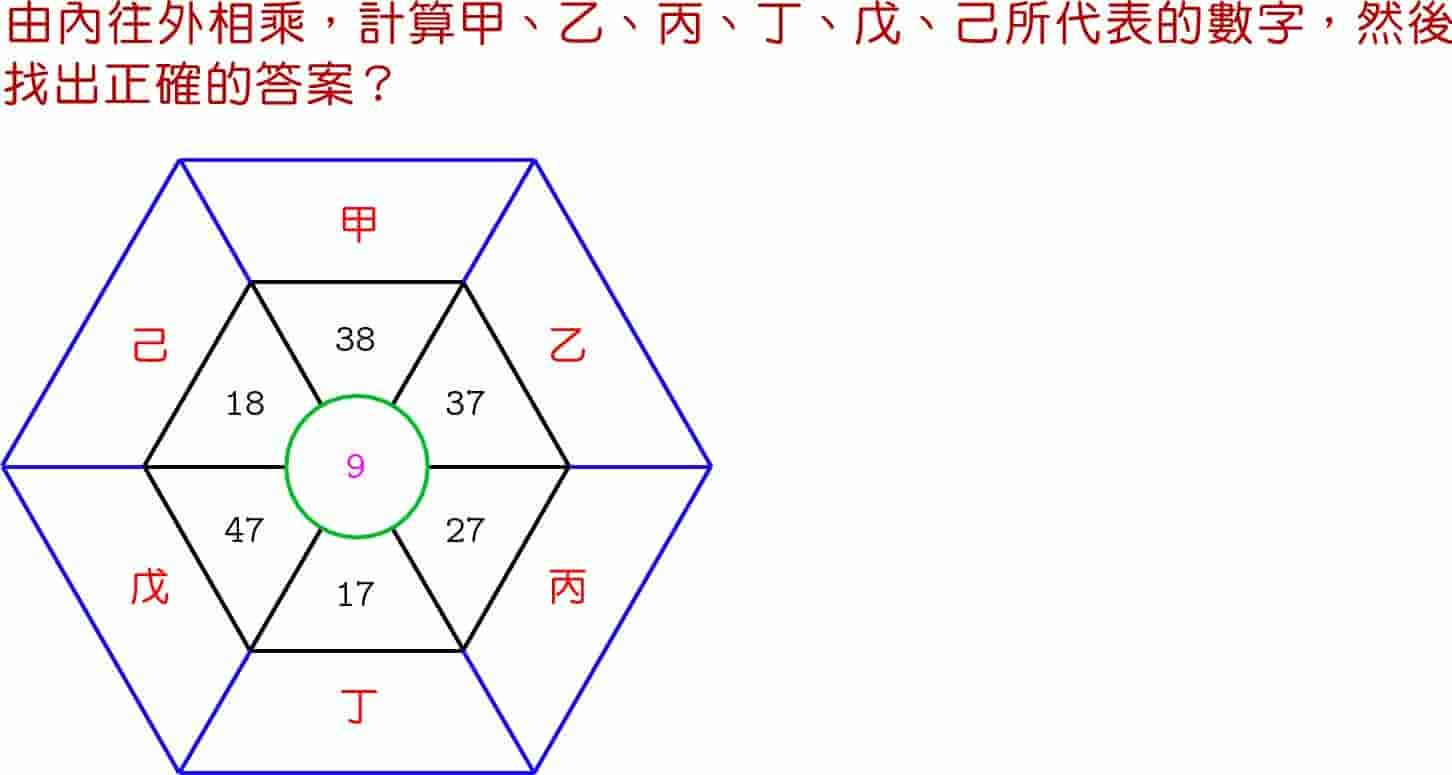 由內往外相乘，計算甲、乙、丙、丁、戊、己所代表的數字，然後
找出正確的答案？
甲
己
38
乙
18
37
9
47
27
戊
17
丙
丁